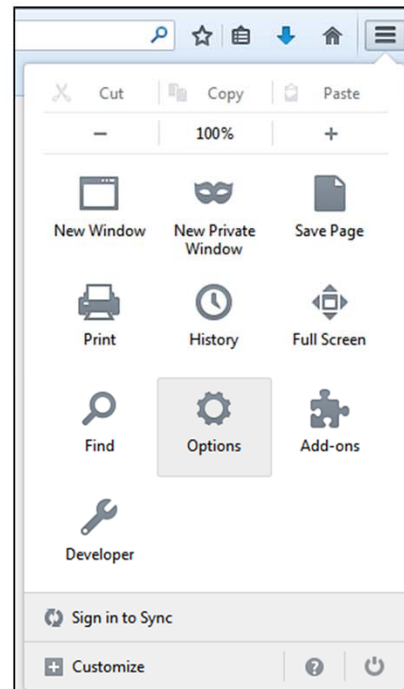 Cut Copy Paste
− 100% +
New Window New Private Window Save Page
Print History Full Screen
Find Options Add-ons
Developer
Sign in to Sync
Customize